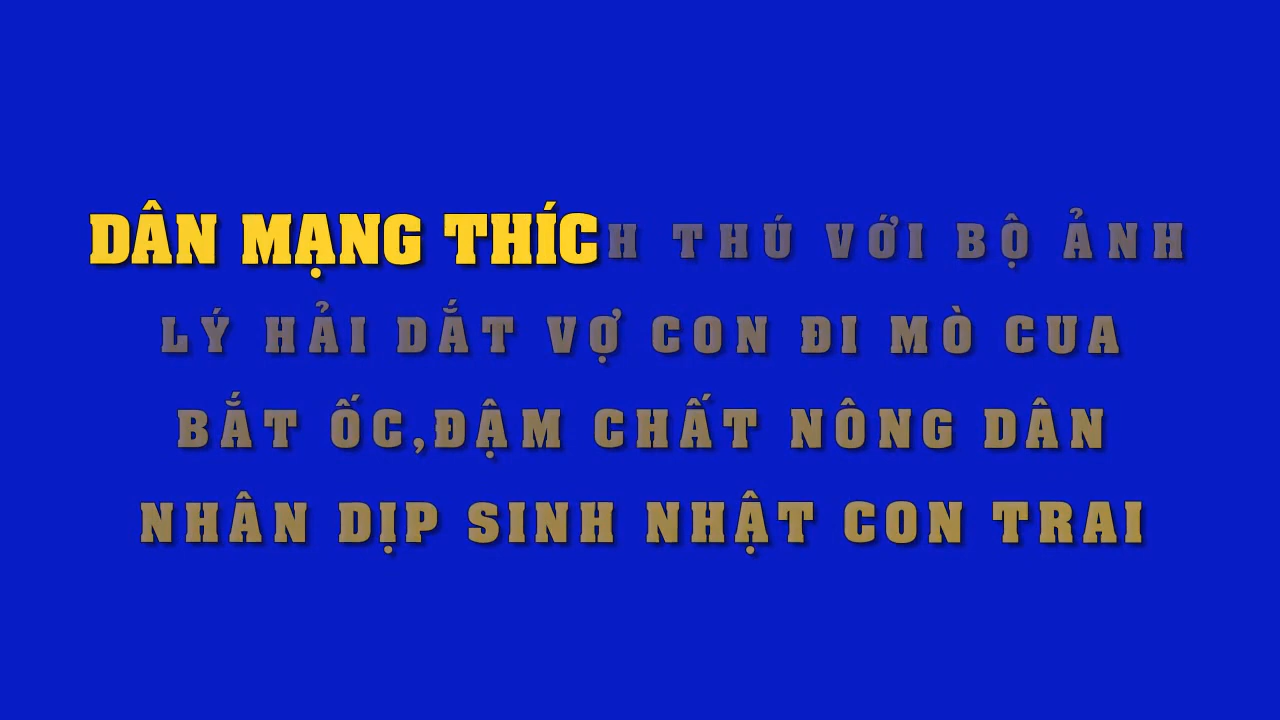 DÂN MẠNG THÍCH THÚ VỚI BỘ ẢNH
LÝ HẢI DẮT VỢ CON ĐI MÒ CUA
BẮT ỐC,ĐẬM CHẤT NÔNG DÂN
NHÂN DỊP SINH NHẬT CON TRAI